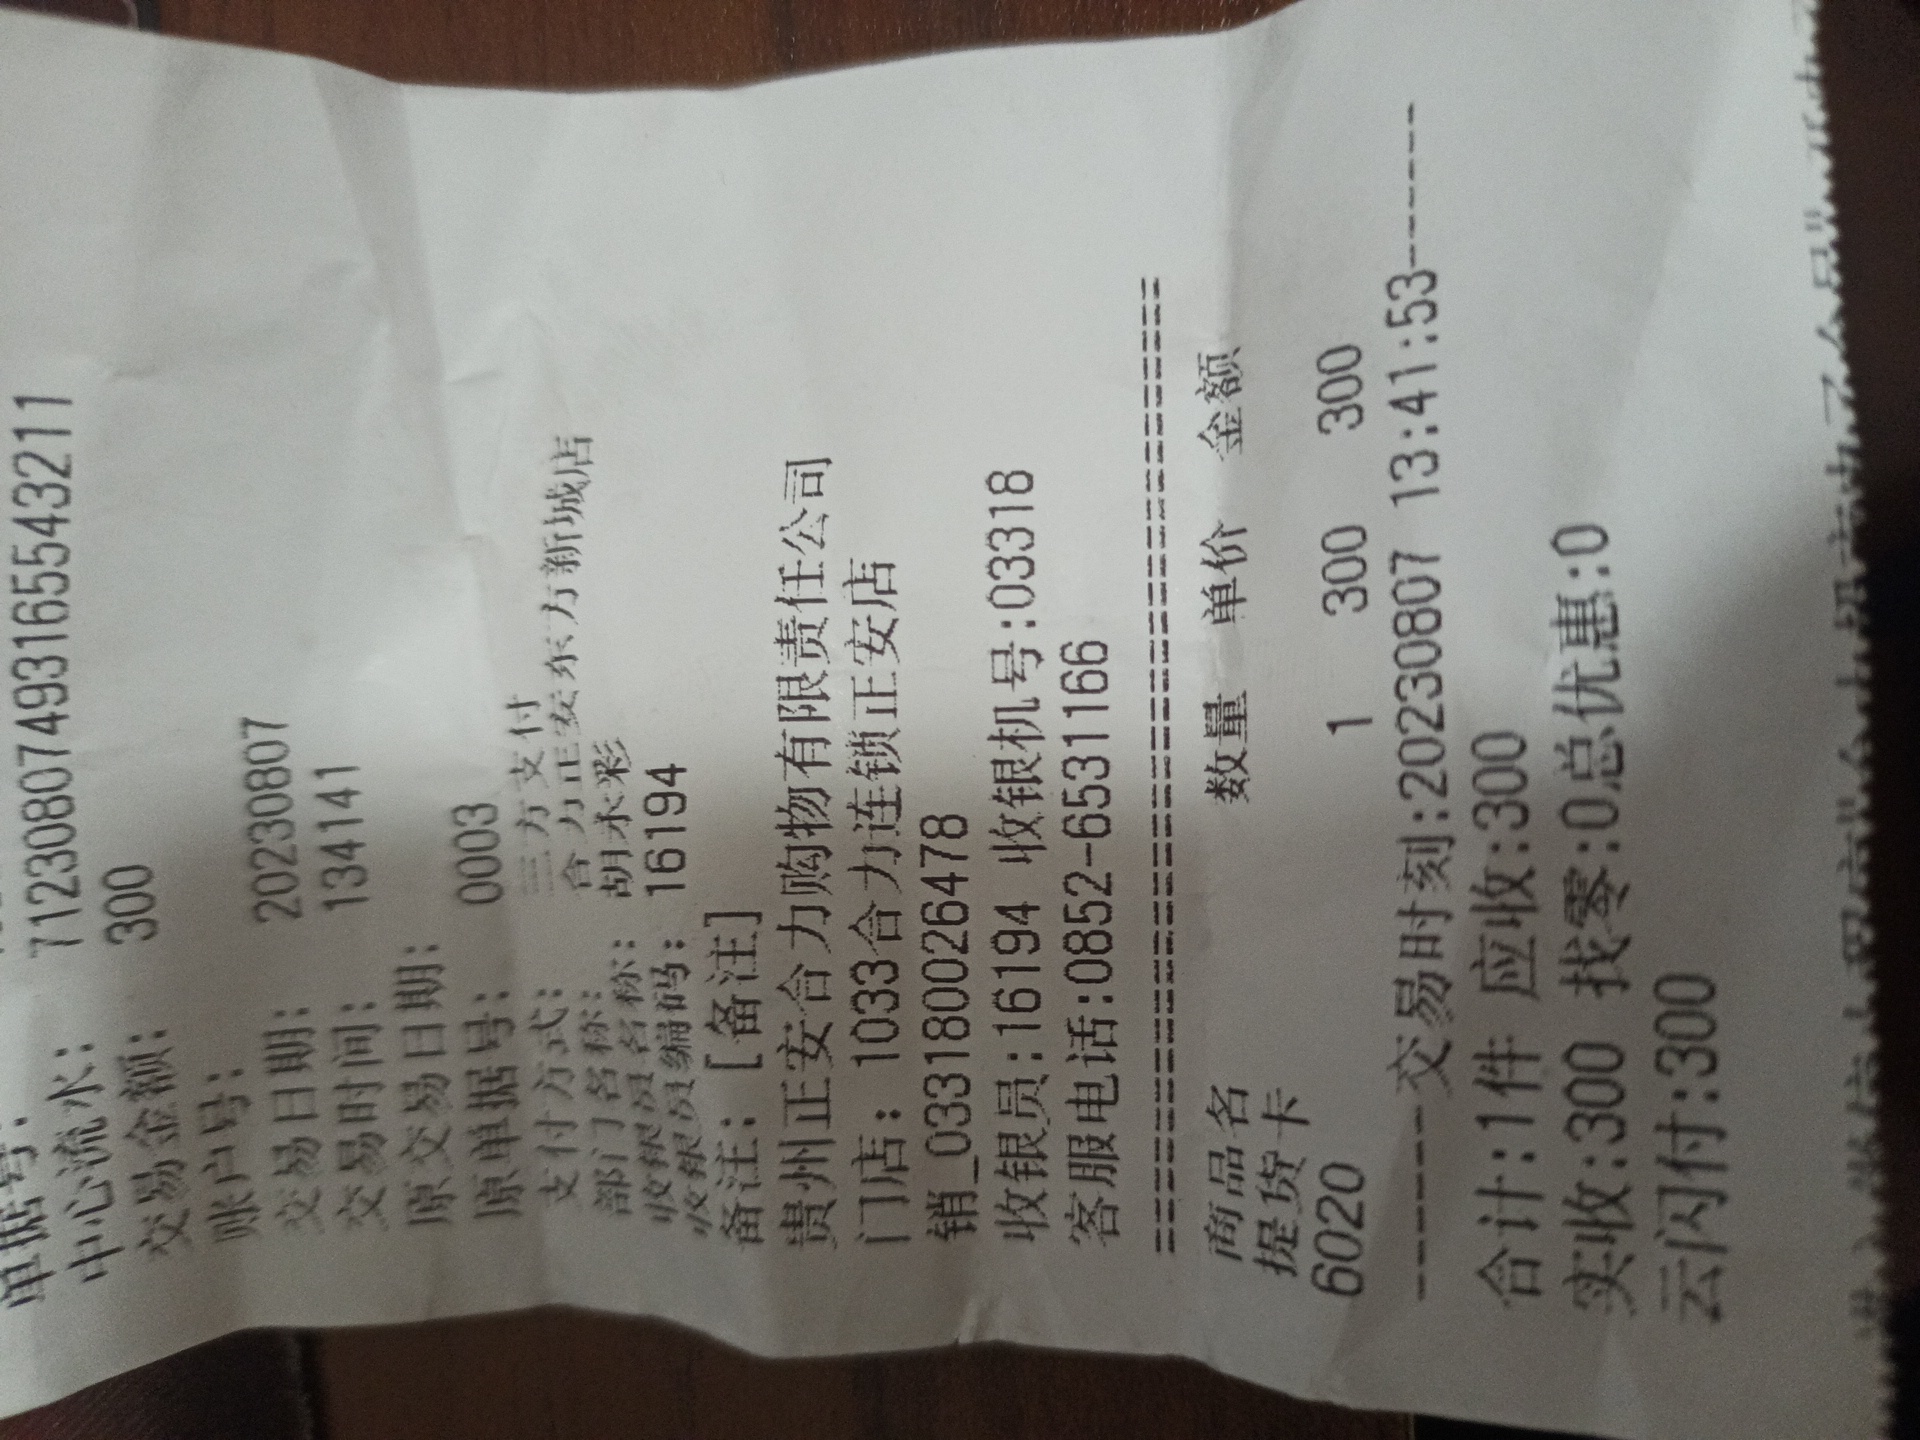 单据号:
中心流水: 71230807493165543211
交易金额: 300
账户号:
交易日期: 20230807
交易时间: 134141
原交易日期:
原单据号: 0003
支付方式: 三方支付
部门名称: 合力正安东方新城店
收银员名称: 胡永彩
收银员编码: 16194
备注: [备注]
贵州正安合力购物有限责任公司
门店: 1033合力连锁正安店
销_033180026478
收银员:16194 收银机号:03318
客服电话:0852-6531166
================================
商品名 数量 单价 金额
提货卡
6020 1 300 300
------交易时刻:20230807 13:41:53------
合计:1件 应收:300
实收:300 找零:0总优惠:0
云闪付:300